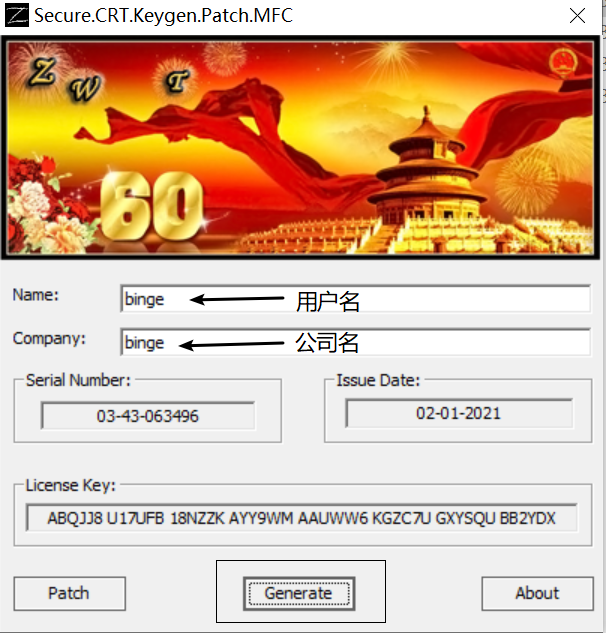 Secure.CRT.Keygen.Patch.MFC
Z W T
60
Name: binge 用户名
Company: binge 公司名
Serial Number: Issue Date:
03-43-063496 02-01-2021
License Key:
ABQJJ8 U17UFB 18NZZK AYY9WM AAUWW6 KGZC7U GXYSQU BB2YDX
Patch Generate About